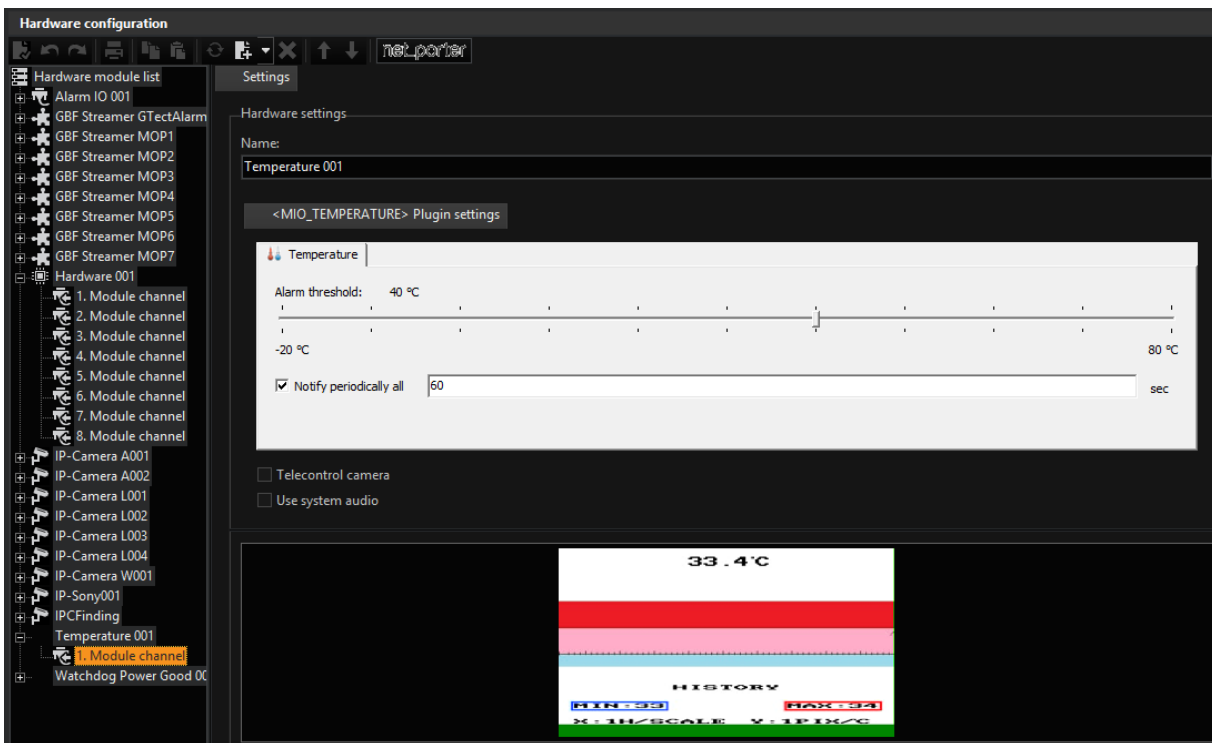 Hardware configuration
net_porter
Hardware module list
Alarm IO 001
GBF Streamer GTectAlarm
GBF Streamer MOP1
GBF Streamer MOP2
GBF Streamer MOP3
GBF Streamer MOP4
GBF Streamer MOP5
GBF Streamer MOP6
GBF Streamer MOP7
Hardware 001
1. Module channel
2. Module channel
3. Module channel
4. Module channel
5. Module channel
6. Module channel
7. Module channel
8. Module channel
IP-Camera A001
IP-Camera A002
IP-Camera L001
IP-Camera L002
IP-Camera L003
IP-Camera L004
IP-Camera W001
IP-Sony001
IPCFinding
Temperature 001
1. Module channel
Watchdog Power Good 00
Settings
Hardware settings
Name:
Temperature 001
<MIO_TEMPERATURE> Plugin settings
Temperature
Alarm threshold: 40 ºC
-20 ºC 80 ºC
Notify periodically all 60 sec
Telecontrol camera
Use system audio
33.4°C
HISTORY
MIN:33 MAX:34
X:1H/SCALE Y:1PIX/C